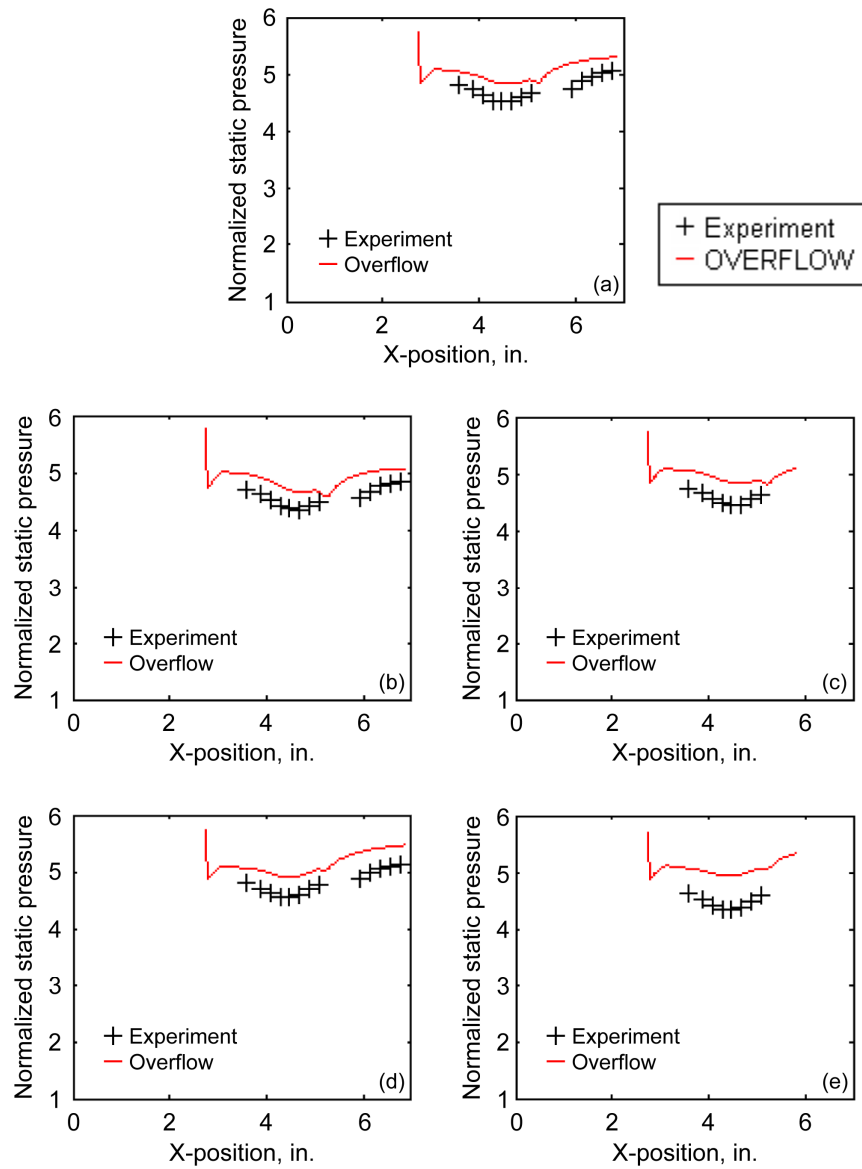 6
5
4
3
2
1
Normalized static pressure
Experiment
Overflow
(a)
0
2
4
6
X-position, in.
Experiment
OVERFLOW
6
5
4
3
2
1
Normalized static pressure
Experiment
Overflow
(b)
0
2
4
6
X-position, in.
6
5
4
3
2
1
Normalized static pressure
Experiment
Overflow
(c)
0
2
4
6
X-position, in.
6
5
4
3
2
1
Normalized static pressure
Experiment
Overflow
(d)
0
2
4
6
X-position, in.
6
5
4
3
2
1
Normalized static pressure
Experiment
Overflow
(e)
0
2
4
6
X-position, in.